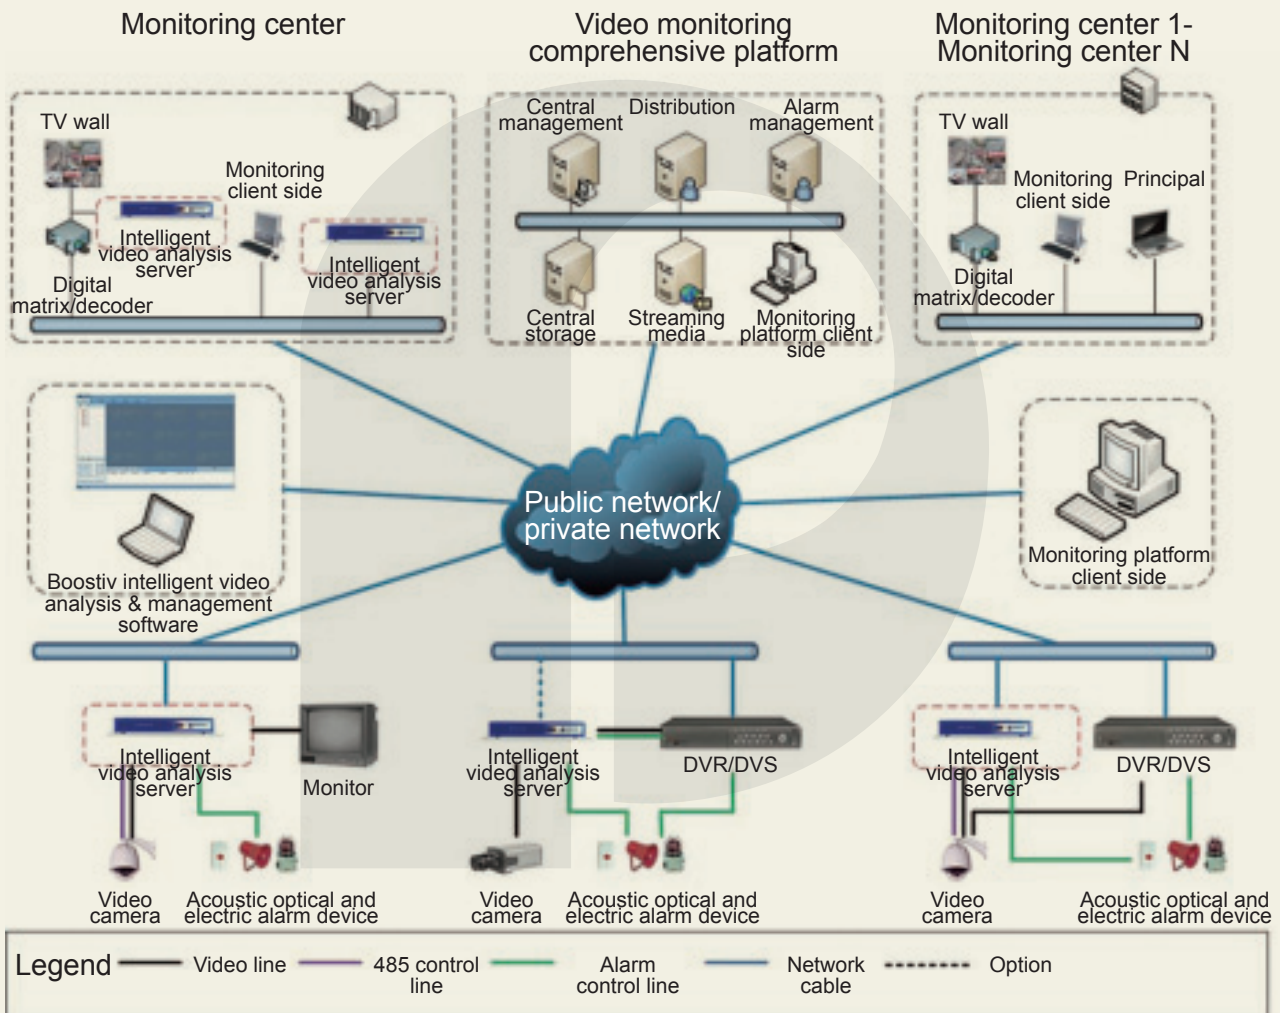 Monitoring center
Video monitoring
comprehensive platform
Monitoring center 1-
Monitoring center N
TV wall
Monitoring
client side
Intelligent
video analysis
server
Intelligent
video analysis
server
Digital
matrix/decoder
Central
management
Distribution
Alarm
management
Central
storage
Streaming
media
Monitoring
platform client
side
TV wall
Monitoring
client side
Principal
Digital
matrix/decoder
Boostiv intelligent video
analysis & management
software
Public network/
private network
Monitoring platform
client side
Intelligent
video analysis
server
Monitor
Video
camera
Acoustic optical and
electric alarm device
Intelligent
video analysis
server
DVR/DVS
Video
camera
Acoustic optical and
electric alarm device
Intelligent
video analysis
server
DVR/DVS
Video
camera
Acoustic optical and
electric alarm device
Legend
Video line
485 control
line
Alarm
control line
Network
cable
Option